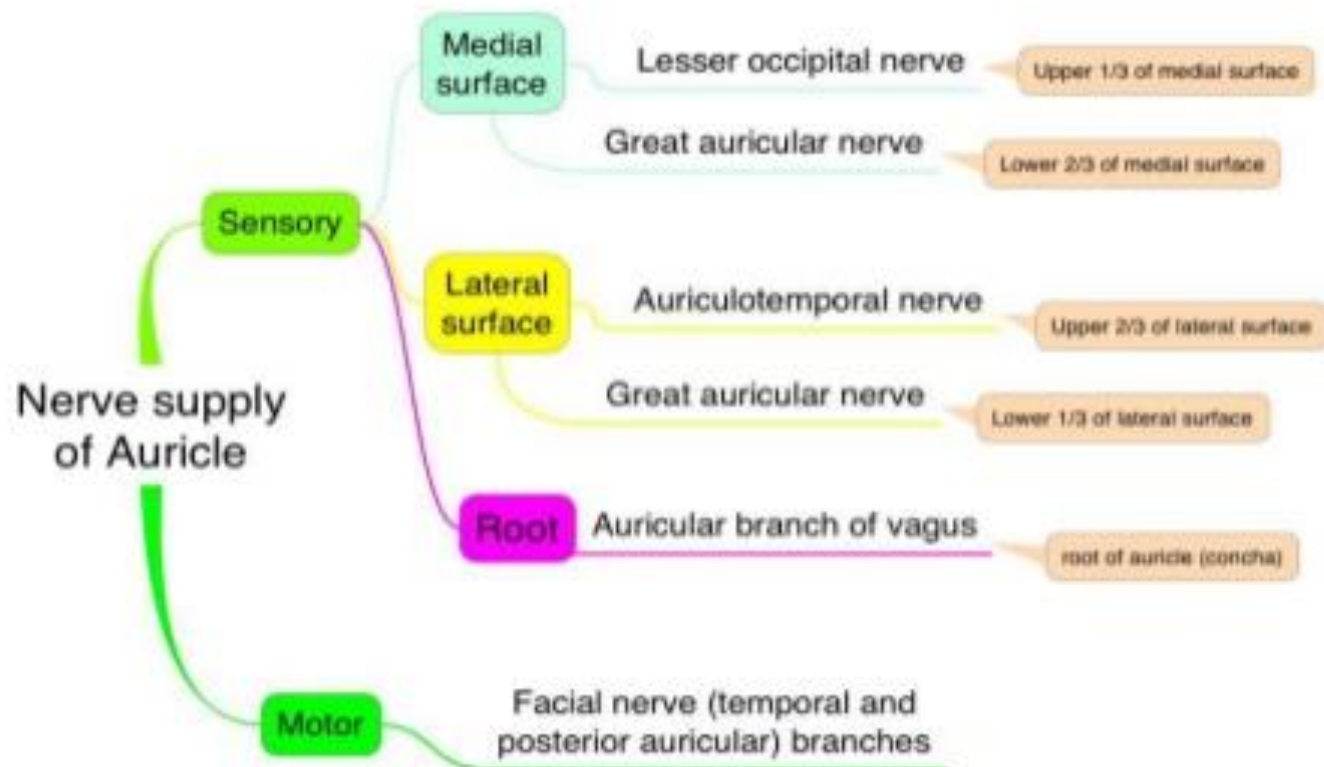 Medial
surface
Lesser occipital nerve
Upper 1/3 of medial surface
Great auricular nerve
Lower 2/3 of medial surface
Sensory
Lateral
surface
Auriculotemporal nerve
Upper 2/3 of lateral surface
Great auricular nerve
Lower 1/3 of lateral surface
Nerve supply
of Auricle
Root
Auricular branch of vagus
root of auricle (concha)
Motor
Facial nerve (temporal and
posterior auricular) branches